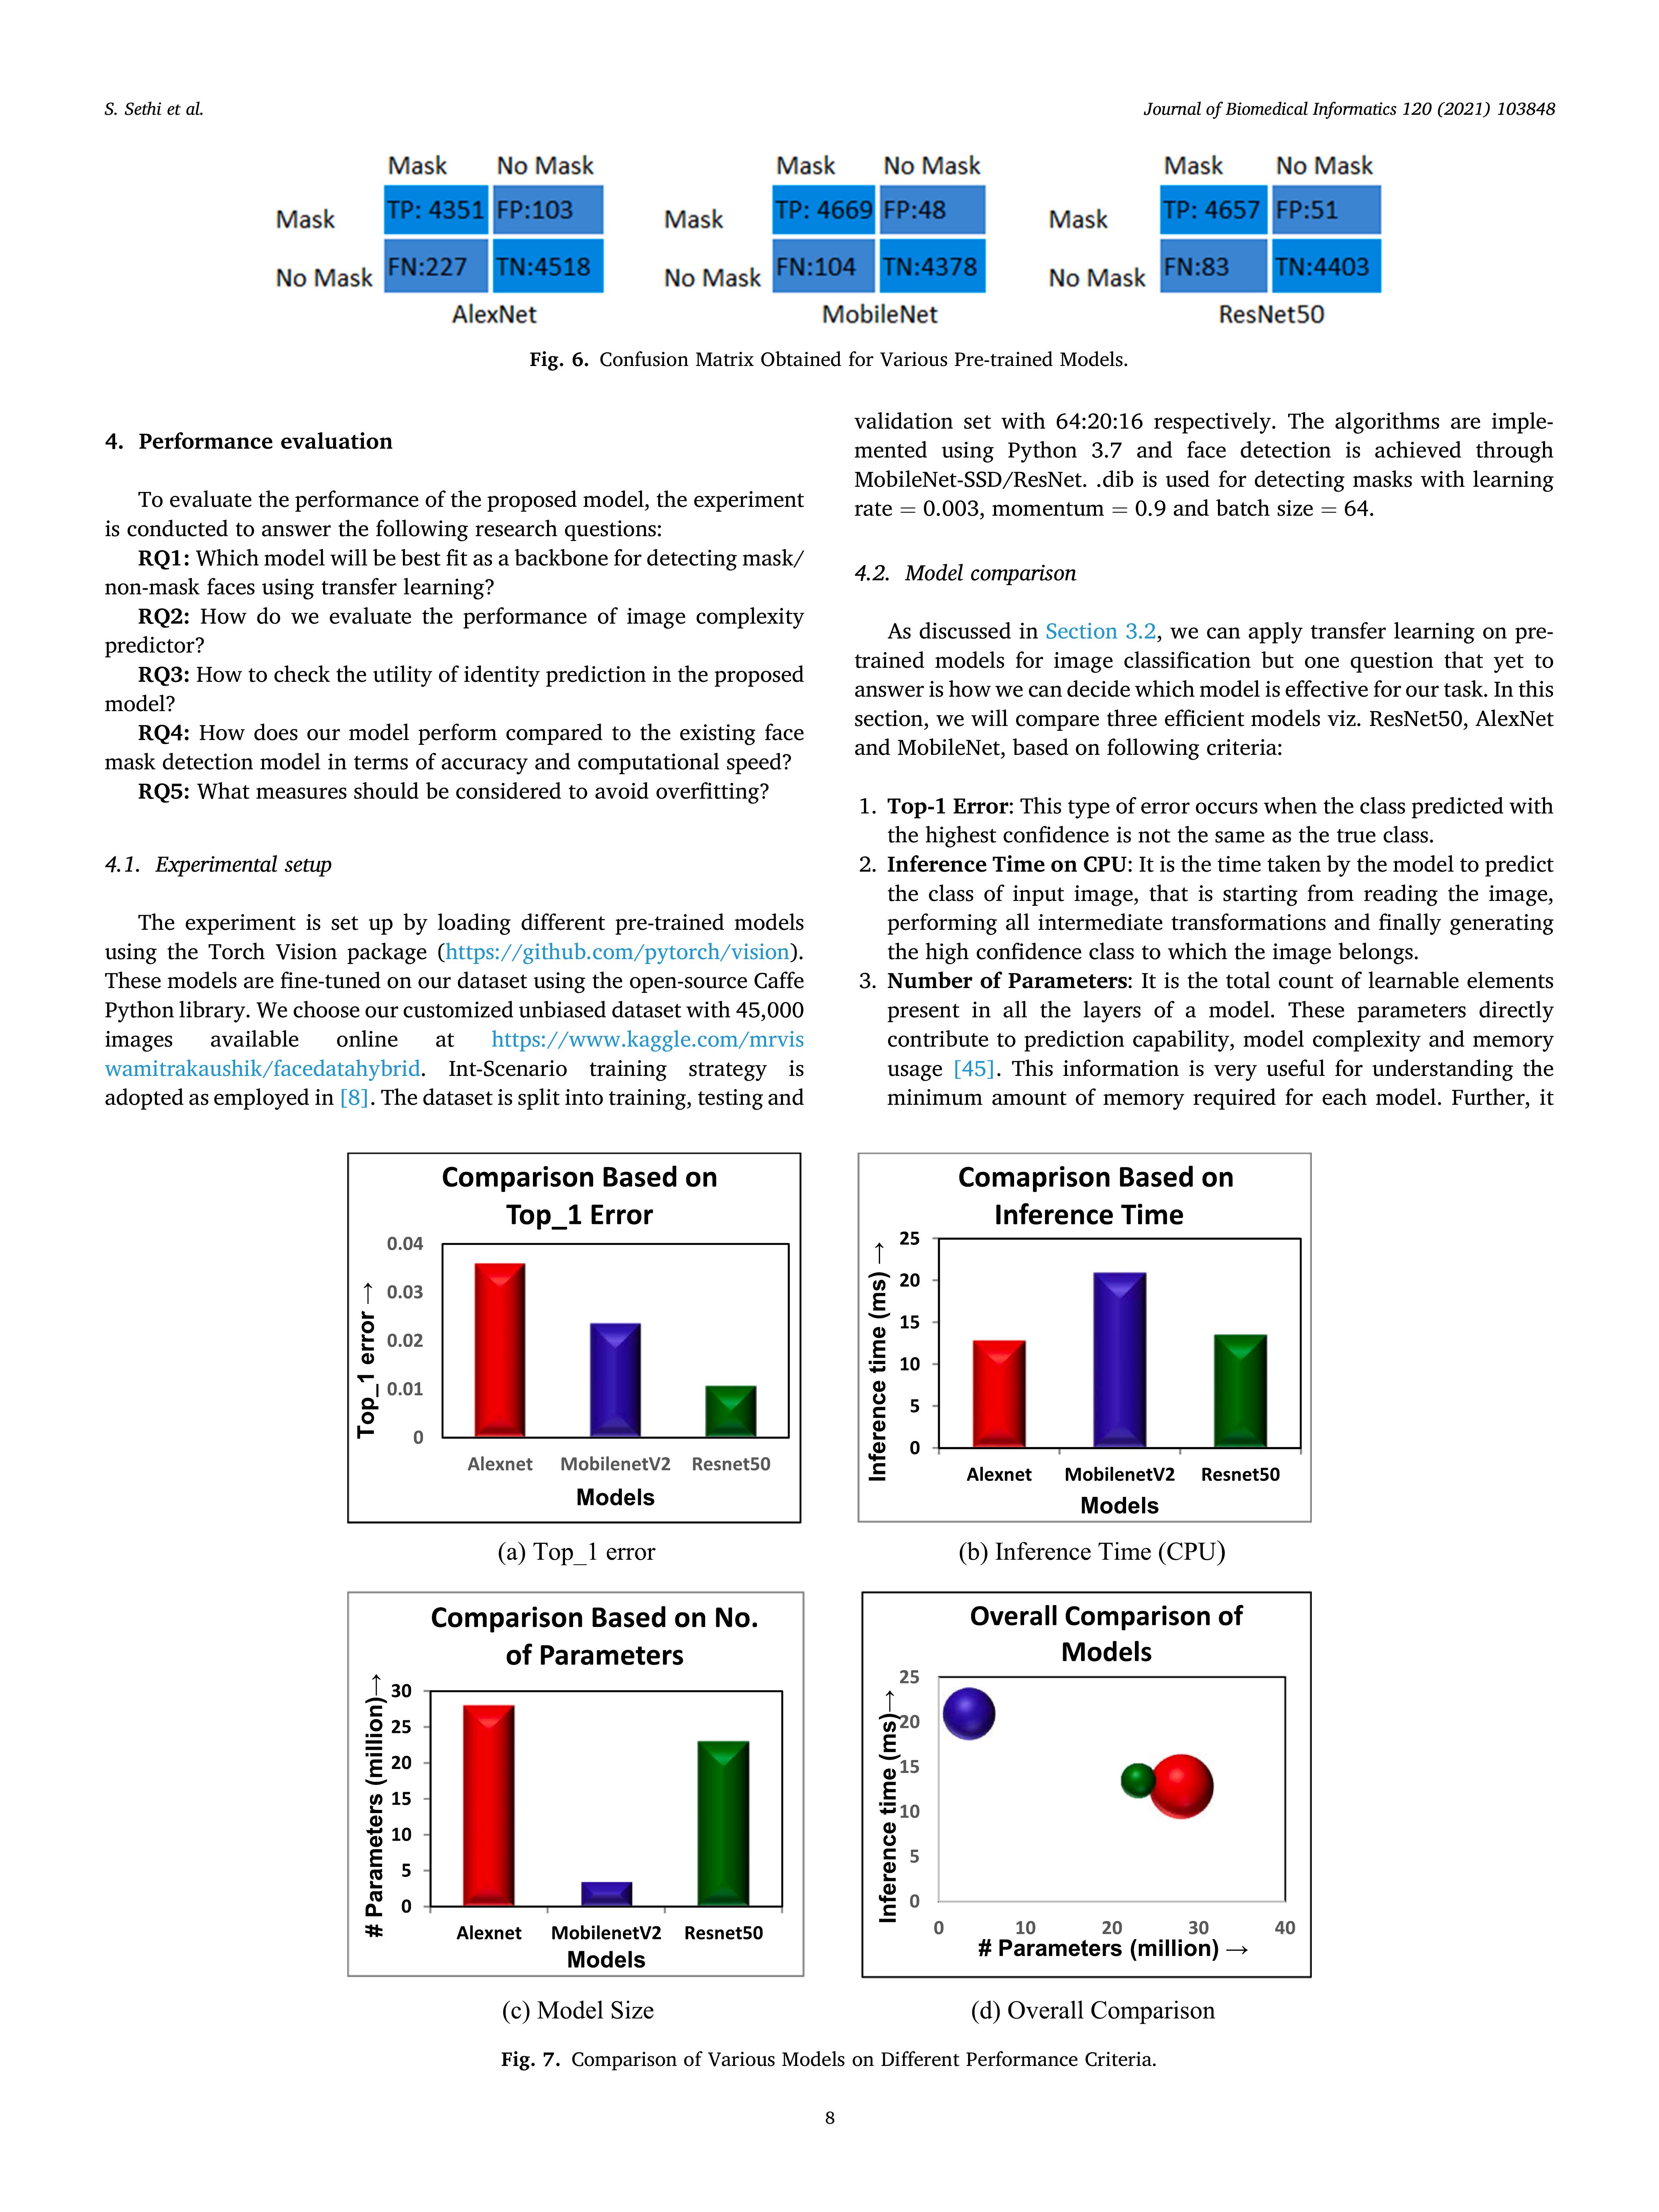 S. Sethi et al.
Journal of Biomedical Informatics 120 (2021) 103848
Mask No Mask
Mask TP: 4351 FP:103
No Mask FN:227 TN:4518
AlexNet
Mask No Mask
Mask TP: 4669 FP:48
No Mask FN:104 TN:4378
MobileNet
Mask No Mask
Mask TP: 4657 FP:51
No Mask FN:83 TN:4403
ResNet50
Fig. 6. Confusion Matrix Obtained for Various Pre-trained Models.
4. Performance evaluation
To evaluate the performance of the proposed model, the experiment
is conducted to answer the following research questions:
RQ1: Which model will be best fit as a backbone for detecting mask/
non-mask faces using transfer learning?
RQ2: How do we evaluate the performance of image complexity
predictor?
RQ3: How to check the utility of identity prediction in the proposed
model?
RQ4: How does our model perform compared to the existing face
mask detection model in terms of accuracy and computational speed?
RQ5: What measures should be considered to avoid overfitting?
4.1. Experimental setup
The experiment is set up by loading different pre-trained models
using the Torch Vision package (https://github.com/pytorch/vision).
These models are fine-tuned on our dataset using the open-source Caffe
Python library. We choose our customized unbiased dataset with 45,000
images available online at https://www.kaggle.com/mrvis
wamitrakaushik/facedatahybrid. Int-Scenario training strategy is
adopted as employed in [8]. The dataset is split into training, testing and
validation set with 64:20:16 respectively. The algorithms are imple-
mented using Python 3.7 and face detection is achieved through
MobileNet-SSD/ResNet. .dib is used for detecting masks with learning
rate = 0.003, momentum = 0.9 and batch size = 64.
4.2. Model comparison
As discussed in Section 3.2, we can apply transfer learning on pre-
trained models for image classification but one question that yet to
answer is how we can decide which model is effective for our task. In this
section, we will compare three efficient models viz. ResNet50, AlexNet
and MobileNet, based on following criteria:
1. Top-1 Error: This type of error occurs when the class predicted with
the highest confidence is not the same as the true class.
2. Inference Time on CPU: It is the time taken by the model to predict
the class of input image, that is starting from reading the image,
performing all intermediate transformations and finally generating
the high confidence class to which the image belongs.
3. Number of Parameters: It is the total count of learnable elements
present in all the layers of a model. These parameters directly
contribute to prediction capability, model complexity and memory
usage [45]. This information is very useful for understanding the
minimum amount of memory required for each model. Further, it
Comparison Based on
Top_1 Error
Top_1 error →
0.04
0.03
0.02
0.01
0
Alexnet MobilenetV2 Resnet50
Models
(a) Top_1 error
Comaprison Based on
Inference Time
Inference time (ms) →
25
20
15
10
5
0
Alexnet MobilenetV2 Resnet50
Models
(b) Inference Time (CPU)
Comparison Based on No.
of Parameters
# Parameters (million)→
30
25
20
15
10
5
0
Alexnet MobilenetV2 Resnet50
Models
(c) Model Size
Overall Comparison of
Models
Inference time (ms)→
25
20
15
10
5
0
0 10 20 30 40
# Parameters (million) →
(d) Overall Comparison
Fig. 7. Comparison of Various Models on Different Performance Criteria.
8